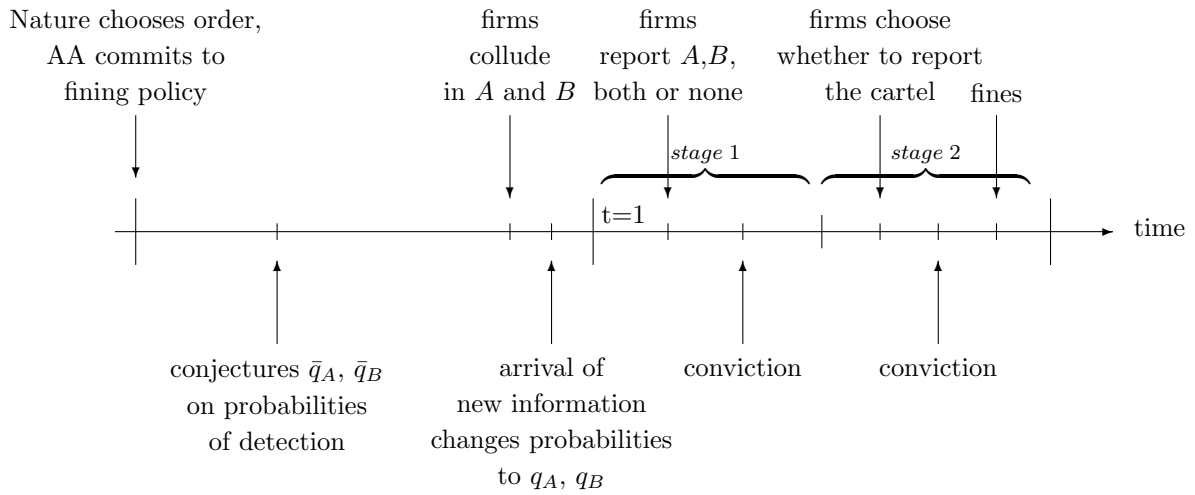 Nature chooses order,
AA commits to
fining policy
firms
collude
in A and B
firms
report A,B,
both or none
firms choose
whether to report
the cartel
fines
stage 1
stage 2
t=1
time
conjectures q̄_A, q̄_B
on probabilities
of detection
arrival of
new information
changes probabilities
to q_A, q_B
conviction
conviction